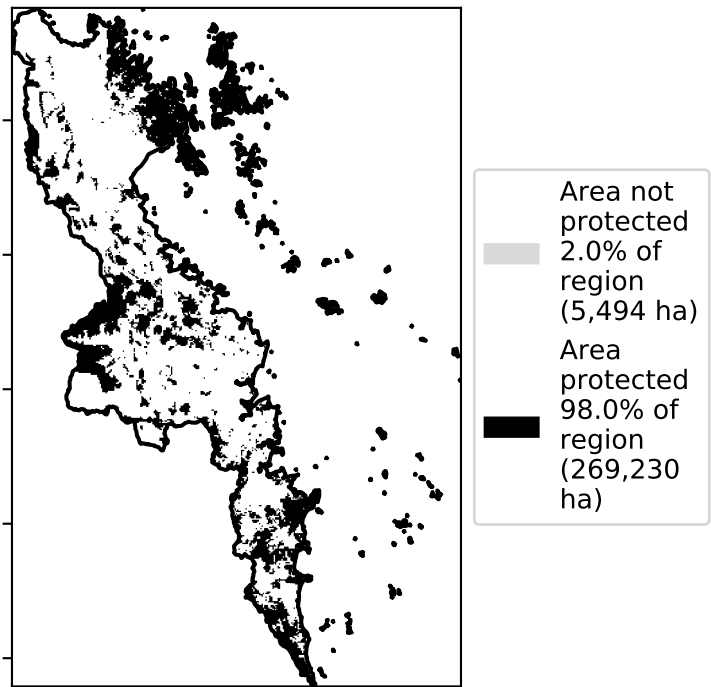 Area not
protected
2.0% of
region
(5,494 ha)
Area
protected
98.0% of
region
(269,230
ha)